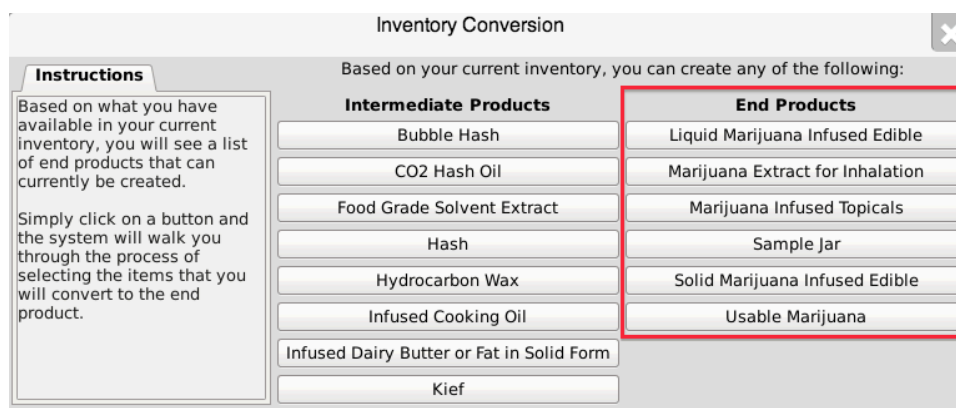 Inventory Conversion
Instructions
Based on what you have
available in your current
inventory, you will see a list
of end products that can
currently be created.
Simply click on a button and
the system will walk you
through the process of
selecting the items that you
will convert to the end
product.
Based on your current inventory, you can create any of the following:
Intermediate Products
Bubble Hash
CO2 Hash Oil
Food Grade Solvent Extract
Hash
Hydrocarbon Wax
Infused Cooking Oil
Infused Dairy Butter or Fat in Solid Form
Kief
End Products
Liquid Marijuana Infused Edible
Marijuana Extract for Inhalation
Marijuana Infused Topicals
Sample Jar
Solid Marijuana Infused Edible
Usable Marijuana